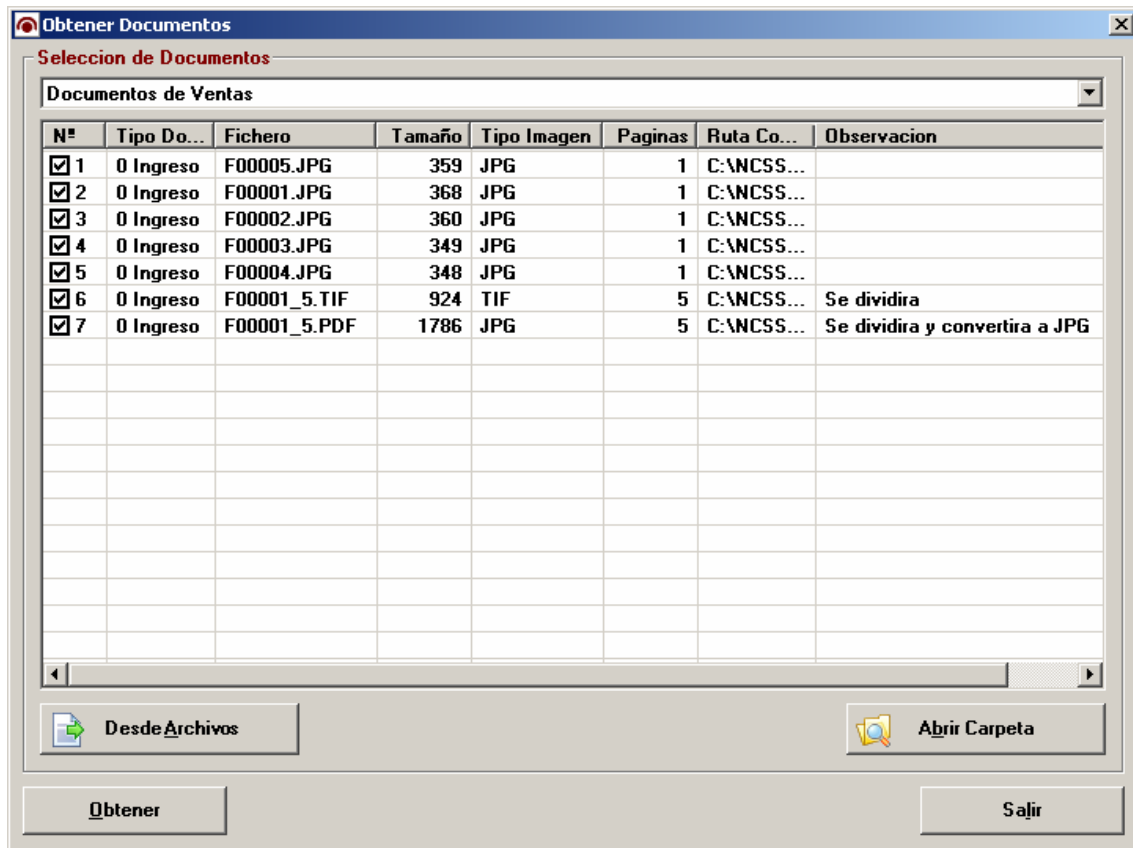 Obtener Documentos
Seleccion de Documentos
Documentos de Ventas
Nº Tipo Do... Fichero Tamaño Tipo Imagen Paginas Ruta Co... Observacion
1 0 Ingreso F00005.JPG 359 JPG 1 C:\NCSS...
2 0 Ingreso F00001.JPG 368 JPG 1 C:\NCSS...
3 0 Ingreso F00002.JPG 360 JPG 1 C:\NCSS...
4 0 Ingreso F00003.JPG 349 JPG 1 C:\NCSS...
5 0 Ingreso F00004.JPG 348 JPG 1 C:\NCSS...
6 0 Ingreso F00001_5.TIF 924 TIF 5 C:\NCSS... Se dividira
7 0 Ingreso F00001_5.PDF 1786 JPG 5 C:\NCSS... Se dividira y convertira a JPG
Desde Archivos Abrir Carpeta
Obtener Salir